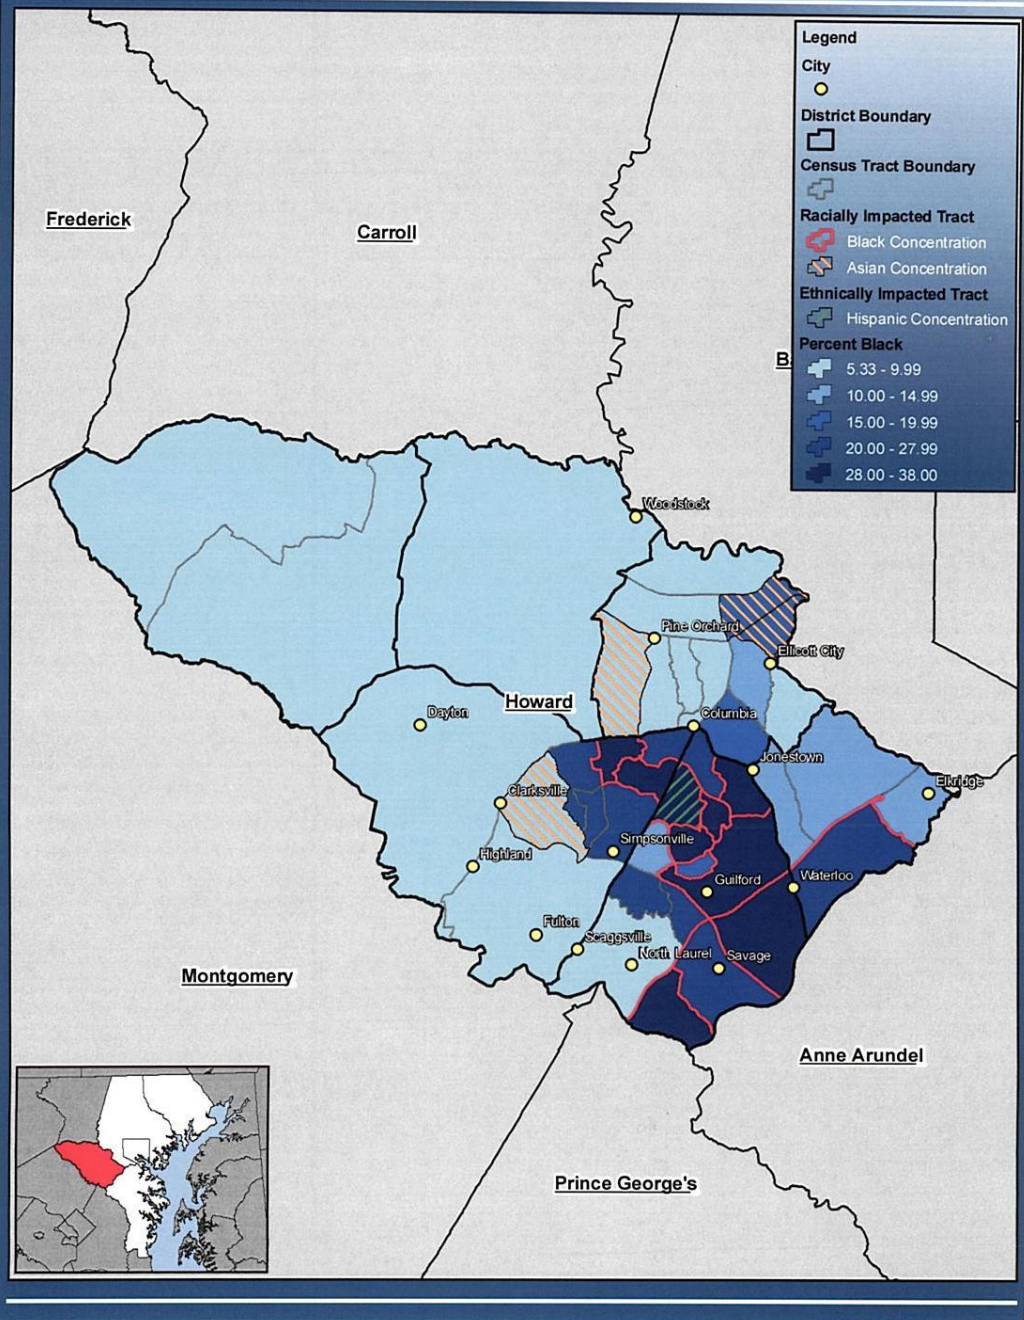 Legend
City
District Boundary
Census Tract Boundary
Racially Impacted Tract
Black Concentration
Asian Concentration
Ethnically Impacted Tract
Hispanic Concentration
Percent Black
5.33 - 9.99
10.00 - 14.99
15.00 - 19.99
20.00 - 27.99
28.00 - 38.00
Frederick
Carroll
Woodstock
Pine Orchard
Ellicott City
Howard
Dayton
Columbia
Jonestown
Clarksville
Elkridge
Simpsonville
Highland
Guilford
Waterloo
Fulton
Scaggsville
North Laurel
Savage
Montgomery
Anne Arundel
Prince George's